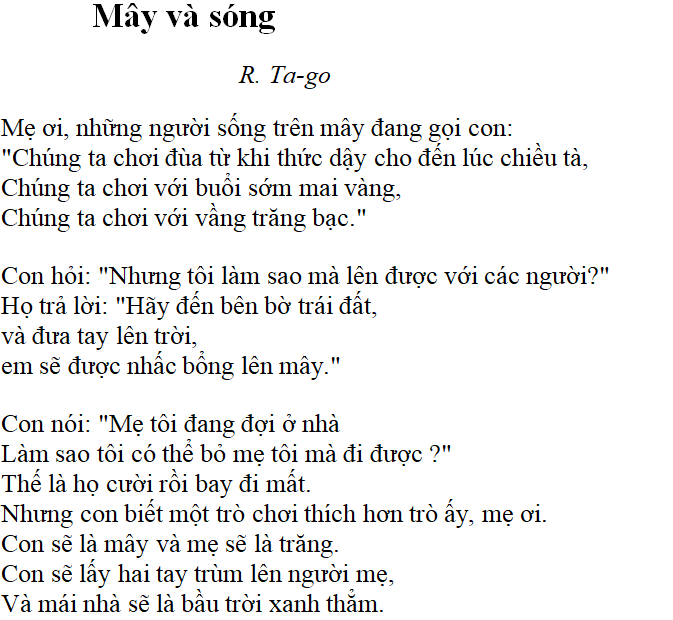 Mây và sóng
R. Ta-go
Mẹ ơi, những người sống trên mây đang gọi con:
"Chúng ta chơi đùa từ khi thức dậy cho đến lúc chiều tà,
Chúng ta chơi với buổi sớm mai vàng,
Chúng ta chơi với vầng trăng bạc."
Con hỏi: "Nhưng tôi làm sao mà lên được với các người?"
Họ trả lời: "Hãy đến bên bờ trái đất,
và đưa tay lên trời,
em sẽ được nhấc bổng lên mây."
Con nói: "Mẹ tôi đang đợi ở nhà
Làm sao tôi có thể bỏ mẹ tôi mà đi được ?"
Thế là họ cười rồi bay đi mất.
Nhưng con biết một trò chơi thích hơn trò ấy, mẹ ơi.
Con sẽ là mây và mẹ sẽ là trăng.
Con sẽ lấy hai tay trùm lên người mẹ,
Và mái nhà sẽ là bầu trời xanh thẳm.